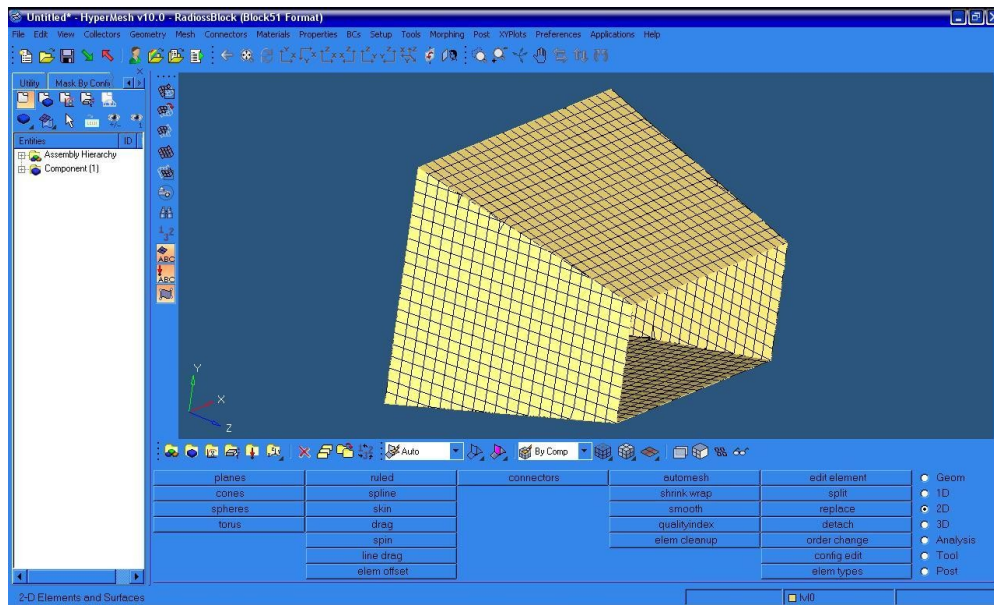 Untitled* - HyperMesh v10.0 - RadiossBlock (Block51 Format)
File Edit View Collectors Geometry Mesh Connectors Materials Properties BCs Setup Tools Morphing Post XYPlots Preferences Applications Help
Utility Mask By Confi
Entities ID
Assembly Hierarchy
Component (1)
1 2
ABC
ABC
Y
X
Z
Auto By Comp
planes ruled connectors automesh edit element Geom
cones spline shrink wrap split 1D
spheres skin smooth replace 2D
torus drag qualityindex detach 3D
spin elem cleanup order change Analysis
line drag config edit Tool
elem offset elem types Post
2-D Elements and Surfaces lvl0